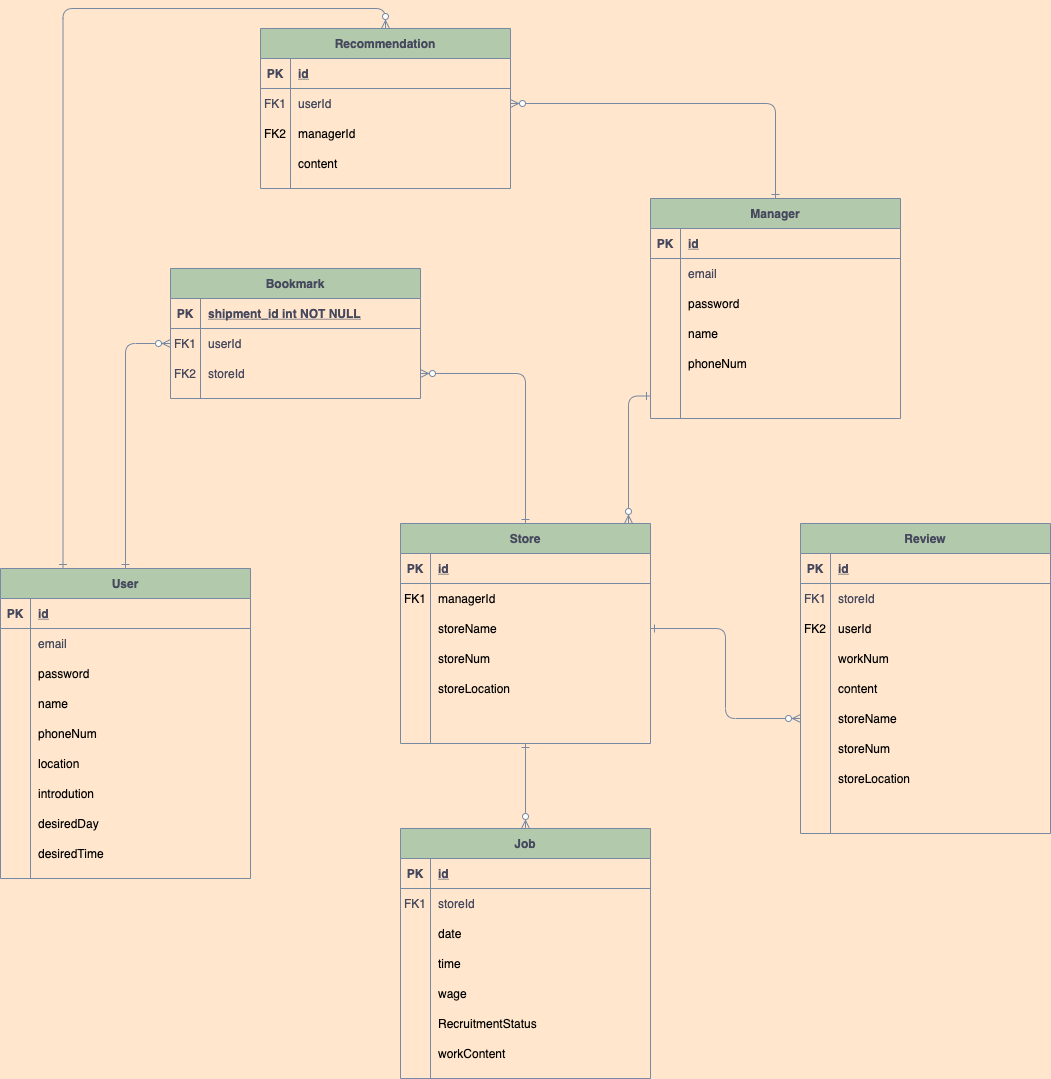 Recommendation
PK id
FK1 userId
FK2 managerId
content
Manager
PK id
email
password
name
phoneNum
Bookmark
PK shipment_id int NOT NULL
FK1 userId
FK2 storeId
Store
PK id
FK1 managerId
storeName
storeNum
storeLocation
Review
PK id
FK1 storeId
FK2 userId
workNum
content
storeName
storeNum
storeLocation
User
PK id
email
password
name
phoneNum
location
introdution
desiredDay
desiredTime
Job
PK id
FK1 storeId
date
time
wage
RecruitmentStatus
workContent